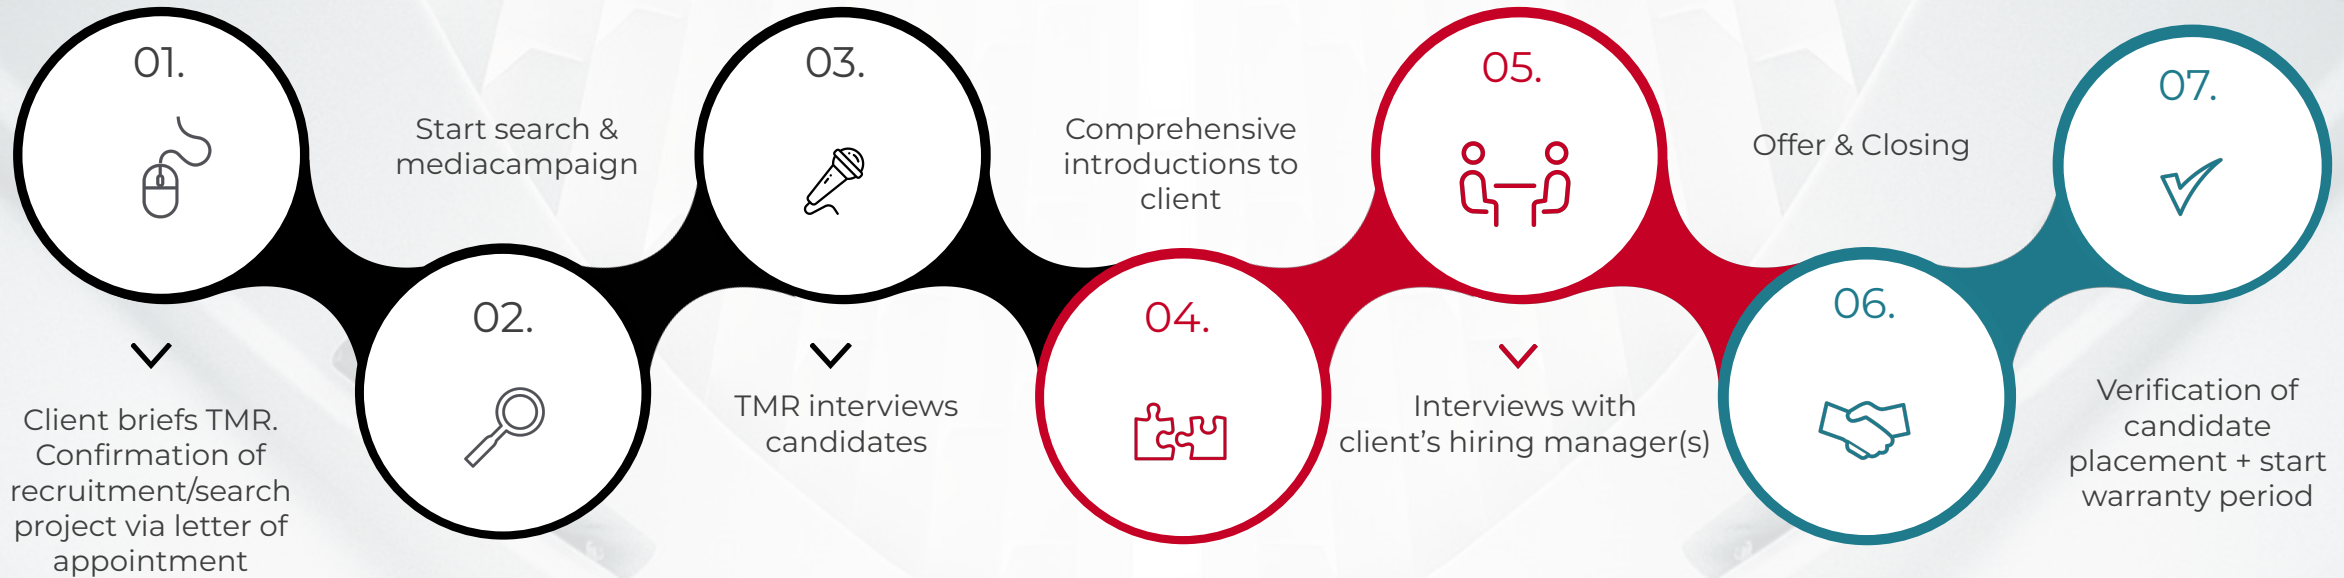 01.
Client briefs TMR.
Confirmation of
recruitment/search
project via letter of
appointment
02.
Start search &
mediacampaign
03.
TMR interviews
candidates
04.
Comprehensive
introductions to
client
05.
Interviews with
client's hiring manager(s)
06.
Offer & Closing
07.
Verification of
candidate
placement + start
warranty period